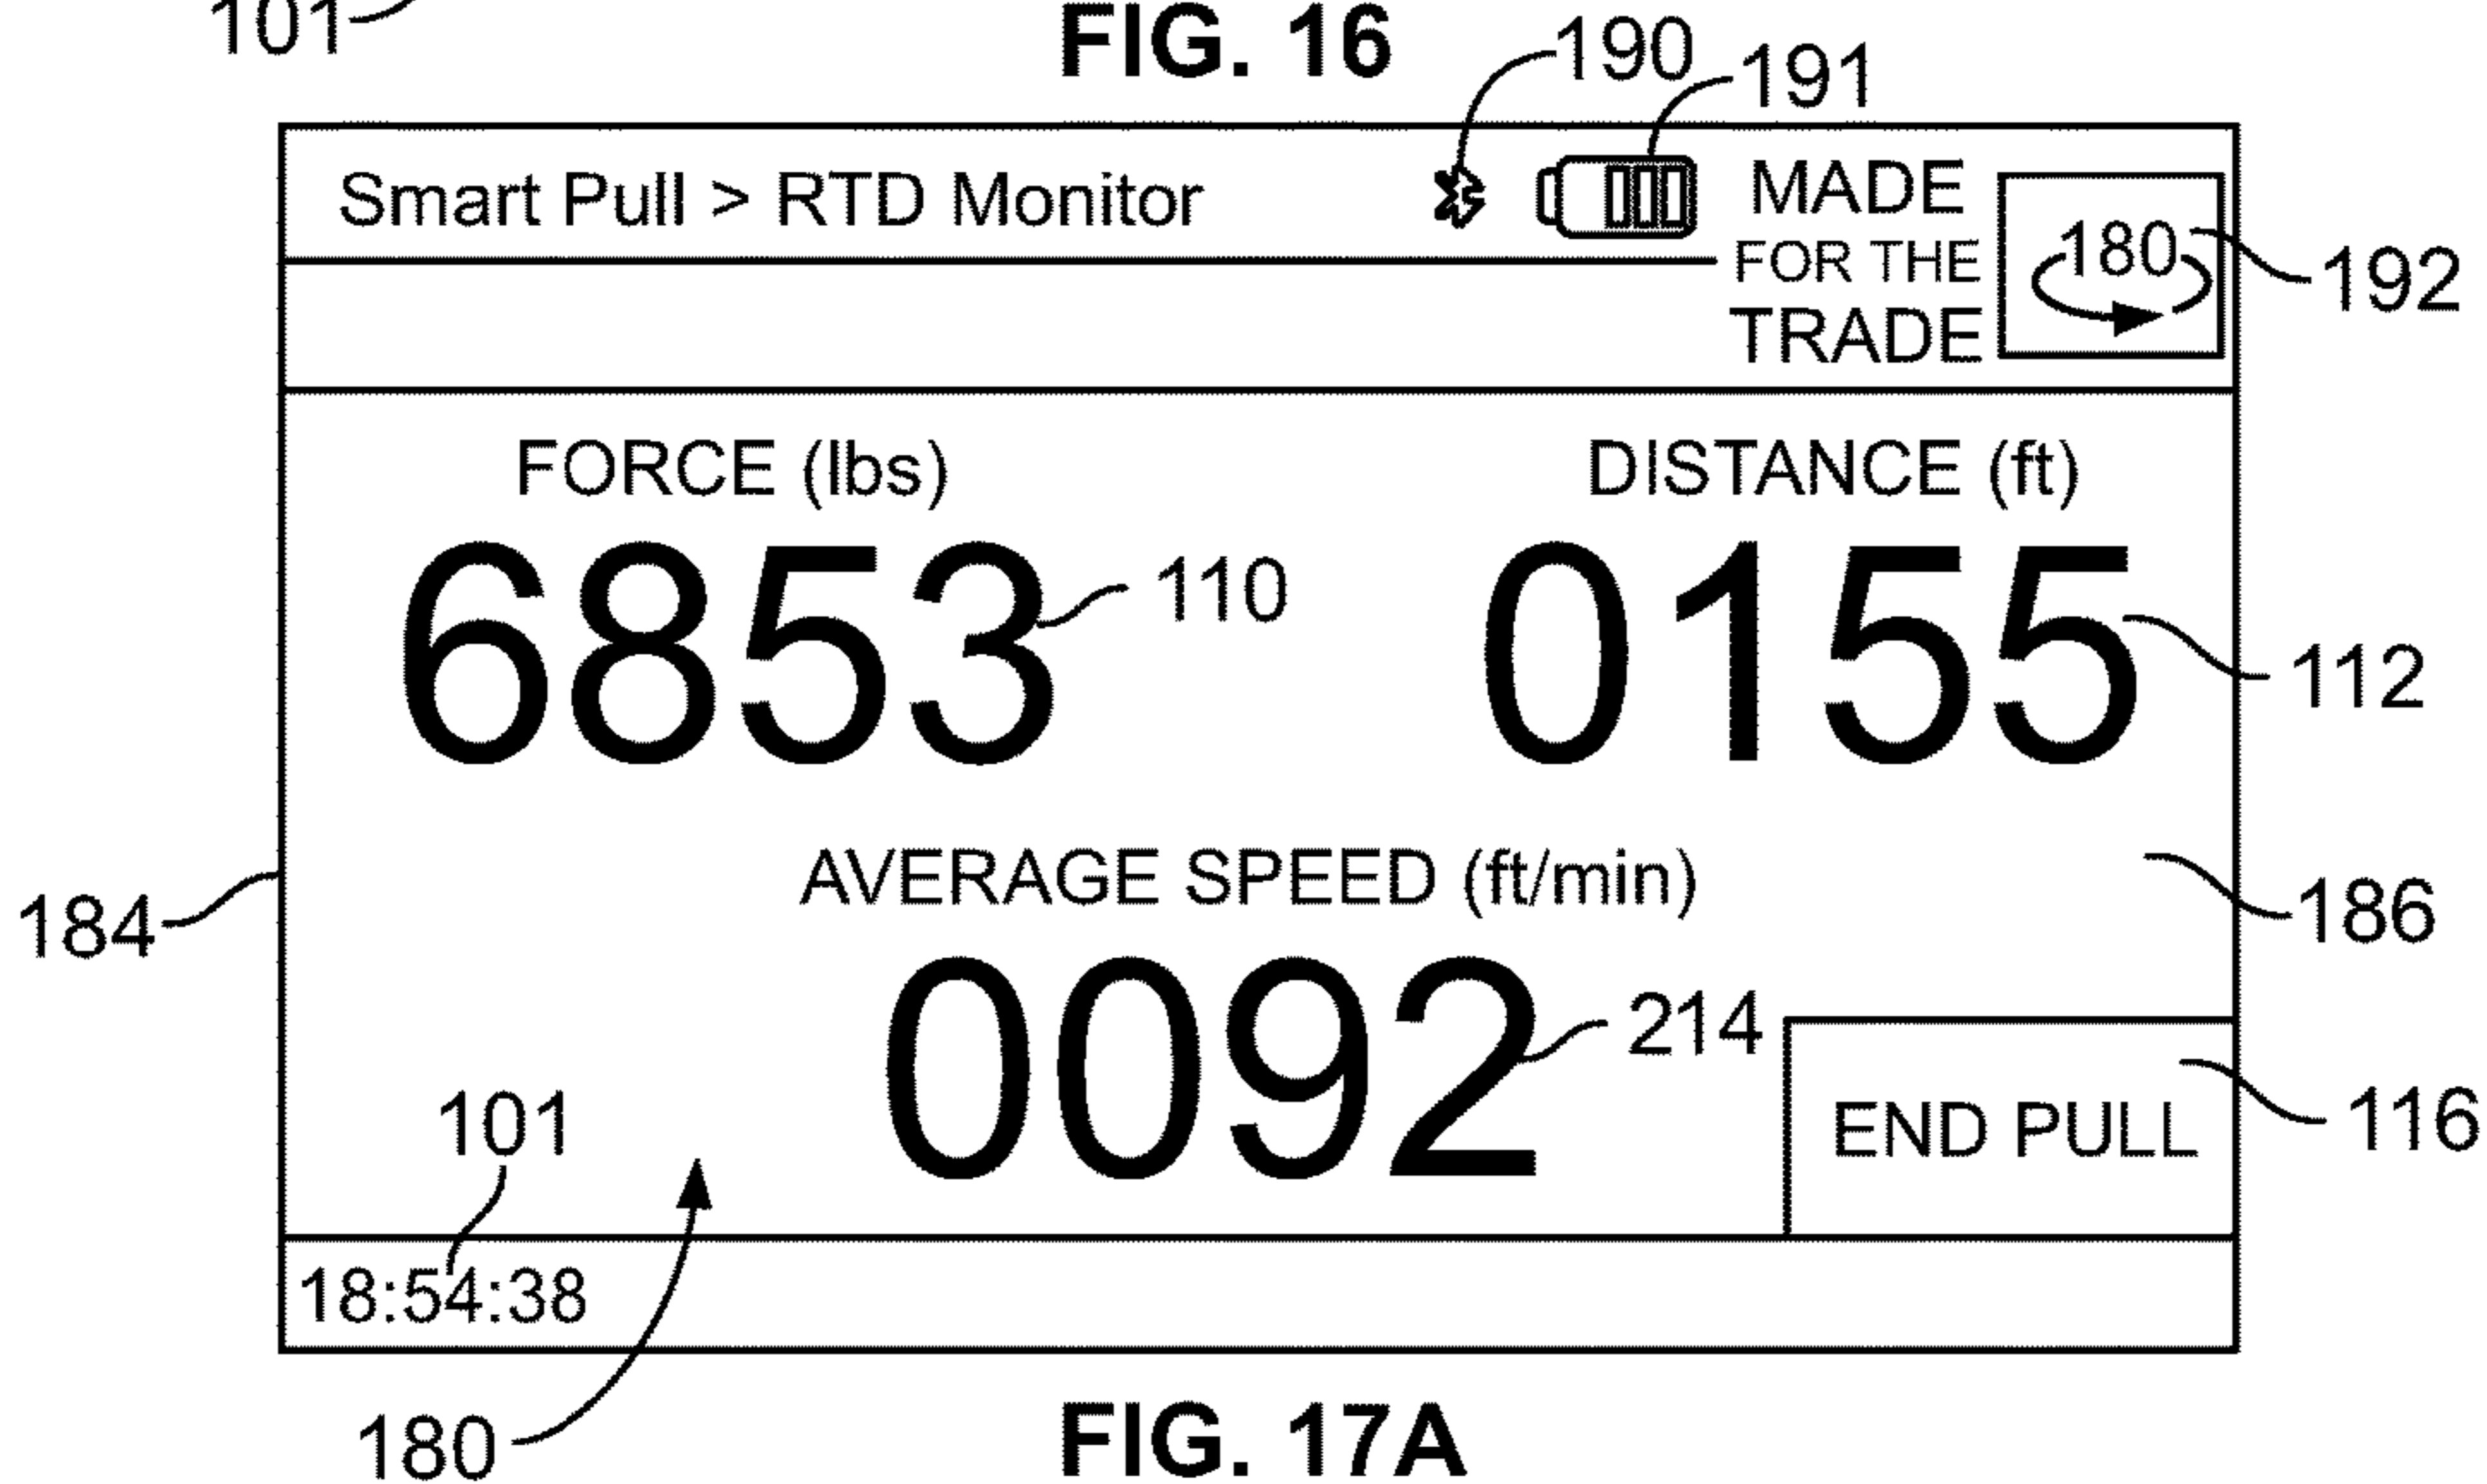 101
FIG. 16
190
191
Smart Pull > RTD Monitor
MADE
FOR THE
TRADE
180
192
FORCE (lbs)
DISTANCE (ft)
6853
110
0155
112
AVERAGE SPEED (ft/min)
184
186
0092
214
101
END PULL
116
18:54:38
180
FIG. 17A